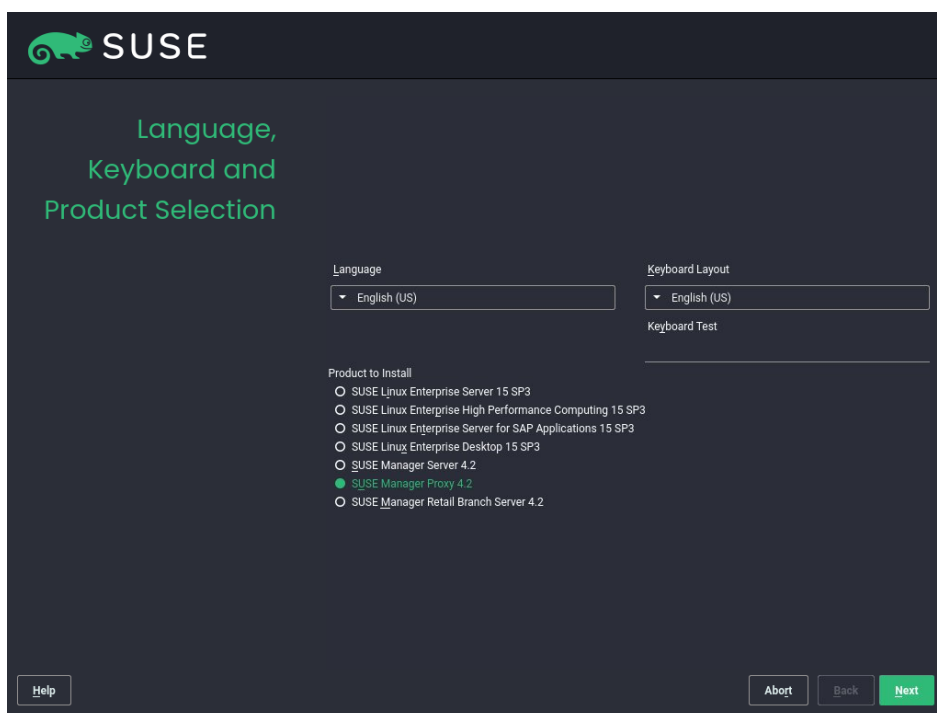 SUSE
Language,
Keyboard and
Product Selection
Language
Keyboard Layout
English (US)
English (US)
Keyboard Test
Product to Install
SUSE Linux Enterprise Server 15 SP3
SUSE Linux Enterprise High Performance Computing 15 SP3
SUSE Linux Enterprise Server for SAP Applications 15 SP3
SUSE Linux Enterprise Desktop 15 SP3
SUSE Manager Server 4.2
SUSE Manager Proxy 4.2
SUSE Manager Retail Branch Server 4.2
Help
Abort
Back
Next